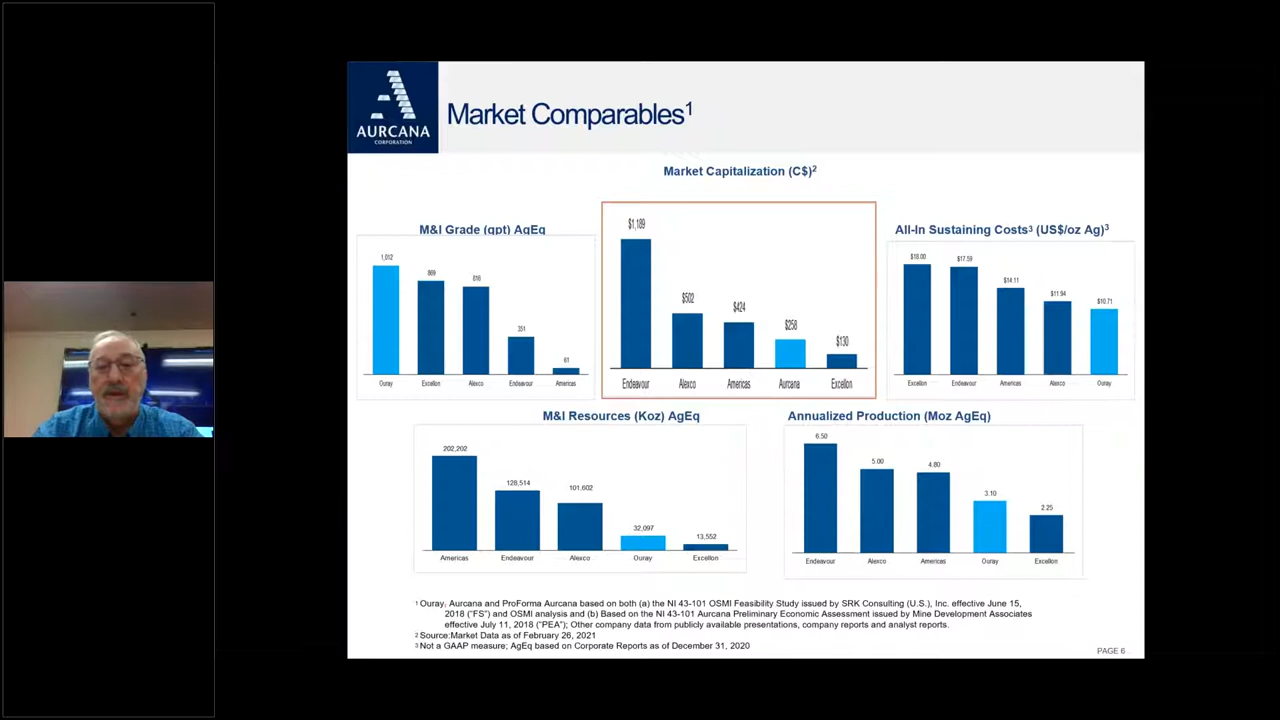 AURCANA
CORPORATION
Market Comparables¹
Market Capitalization (C$)²
$1,189
$502
$424
$258
$130
Endeavour Alexco Americas Aurcana Excellon
M&I Grade (gpt) AgEq
1,012
869
816
351
61
Ouray Excellon Alexco Endeavour Americas
All-In Sustaining Costs³ (US$/oz Ag)³
$18.00
$17.59
$14.11
$11.94
$10.71
Excellon Endeavour Americas Alexco Ouray
M&I Resources (Koz) AgEq
202,202
128,514
101,602
32,097
13,552
Americas Endeavour Alexco Ouray Excellon
Annualized Production (Moz AgEq)
6.50
5.00
4.80
3.10
2.25
Endeavour Alexco Americas Ouray Excellon
¹ Ouray, Aurcana and ProForma Aurcana based on both (a) the NI 43-101 OSMI Feasibility Study issued by SRK Consulting (U.S.), Inc. effective June 15,
2018 ("FS") and OSMI analysis and (b) Based on the NI 43-101 Aurcana Preliminary Economic Assessment issued by Mine Development Associates
effective July 11, 2018 ("PEA"); Other company data from publicly available presentations, company reports and analyst reports.
² Source:Market Data as of February 26, 2021
³ Not a GAAP measure; AgEq based on Corporate Reports as of December 31, 2020
PAGE 6